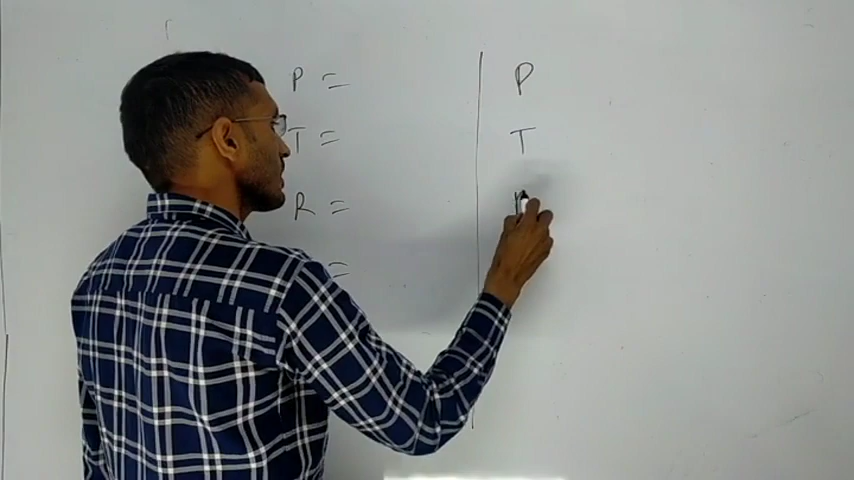 P =
T =
R =
=
P
T